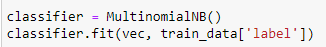 classifier = MultinomialNB()
classifier.fit(vec, train_data['label'])